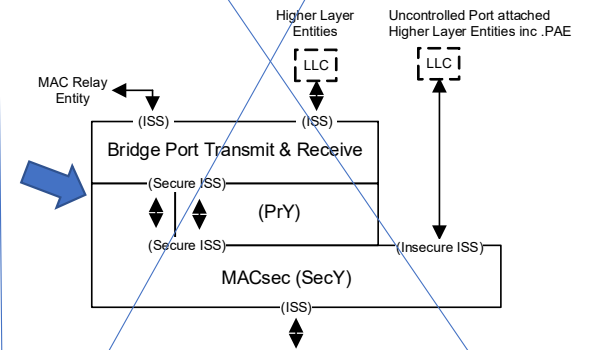 Higher Layer
Entities
Uncontrolled Port attached
Higher Layer Entities inc .PAE
LLC
LLC
MAC Relay
Entity
(ISS)
(ISS)
Bridge Port Transmit & Receive
(Secure ISS)
(PrY)
(Secure ISS)
(Insecure ISS)
MACsec (SecY)
(ISS)